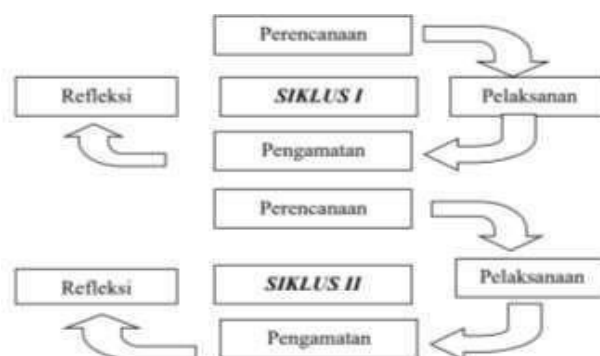 Perencanaan
Refleksi
SIKLUS I
Pelaksanan
Pengamatan
Perencanaan
Refleksi
SIKLUS II
Pelaksanaan
Pengamatan